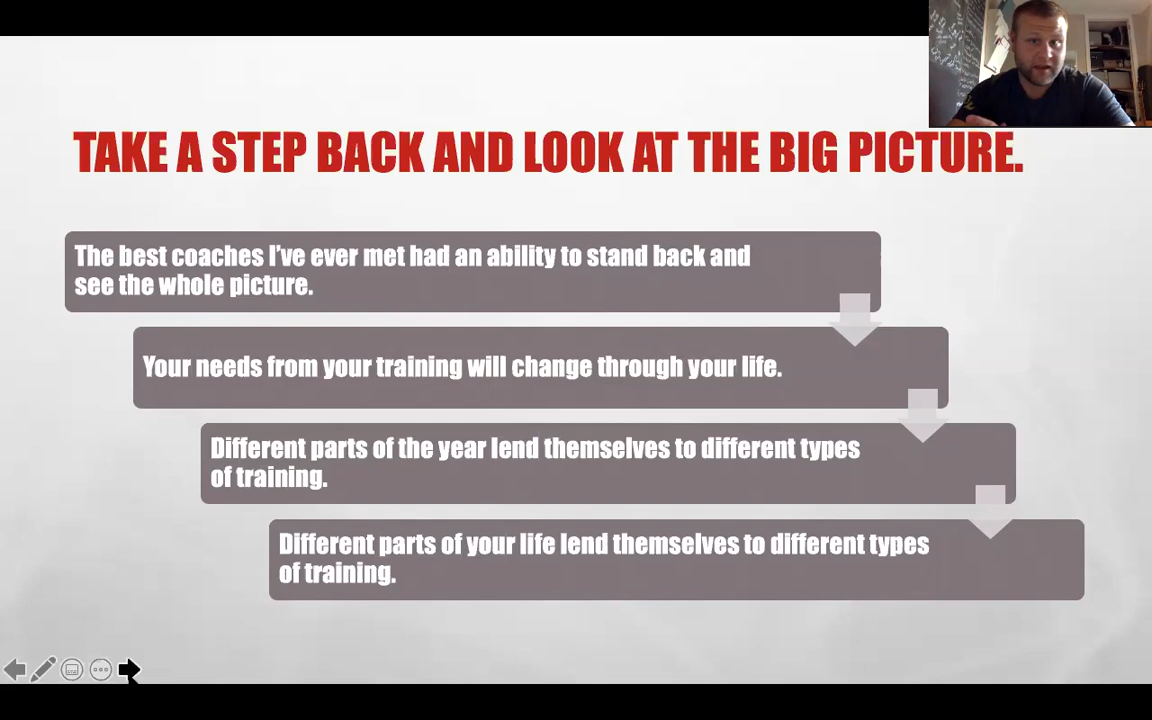 TAKE A STEP BACK AND LOOK AT THE BIG PICTURE.
The best coaches I've ever met had an ability to stand back and
see the whole picture.
Your needs from your training will change through your life.
Different parts of the year lend themselves to different types
of training.
Different parts of your life lend themselves to different types
of training.